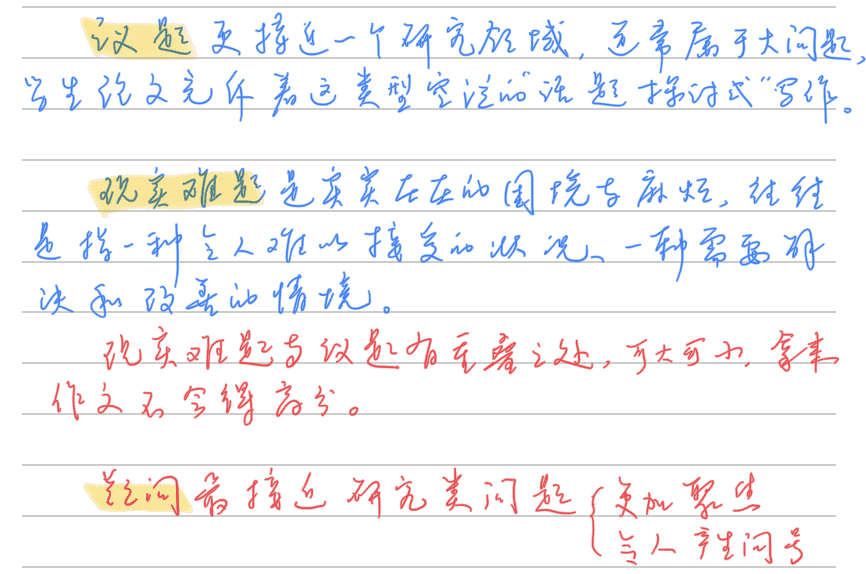 议题更接近一个研究领域，通常属于大问题，
学生论文充斥着这类型空泛的“话题探讨式”写作。
现实难题是实实在在的困境与麻烦，往往
是指一种令人难以接受的状况、一种需要解
决和改善的情境。
现实难题与议题有重叠之处，可大可小，拿来
作文不会得高分。
疑问最接近研究类问题{更加聚焦
令人产生问号